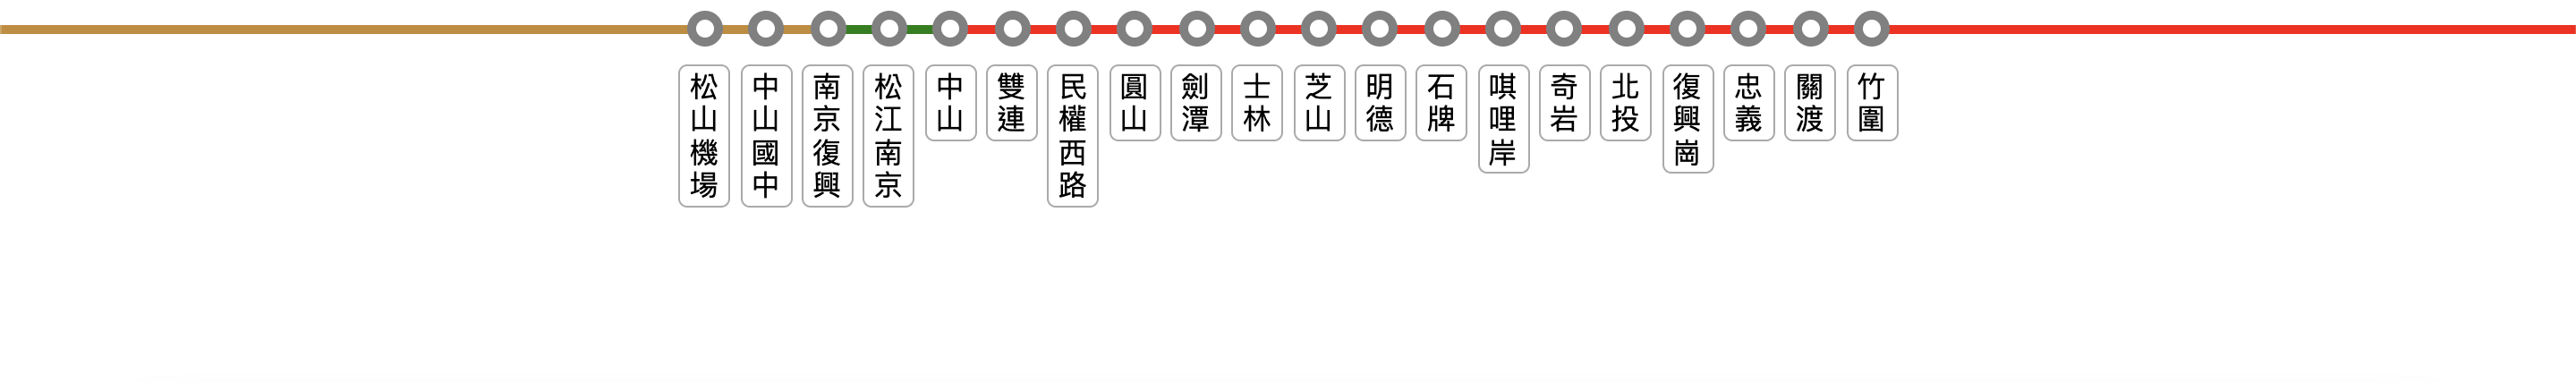 松山機場
中山國中
南京復興
松江南京
中山
雙連
民權西路
圓山
劍潭
士林
芝山
明德
石牌
唭哩岸
奇岩
北投
復興崗
忠義
關渡
竹圍